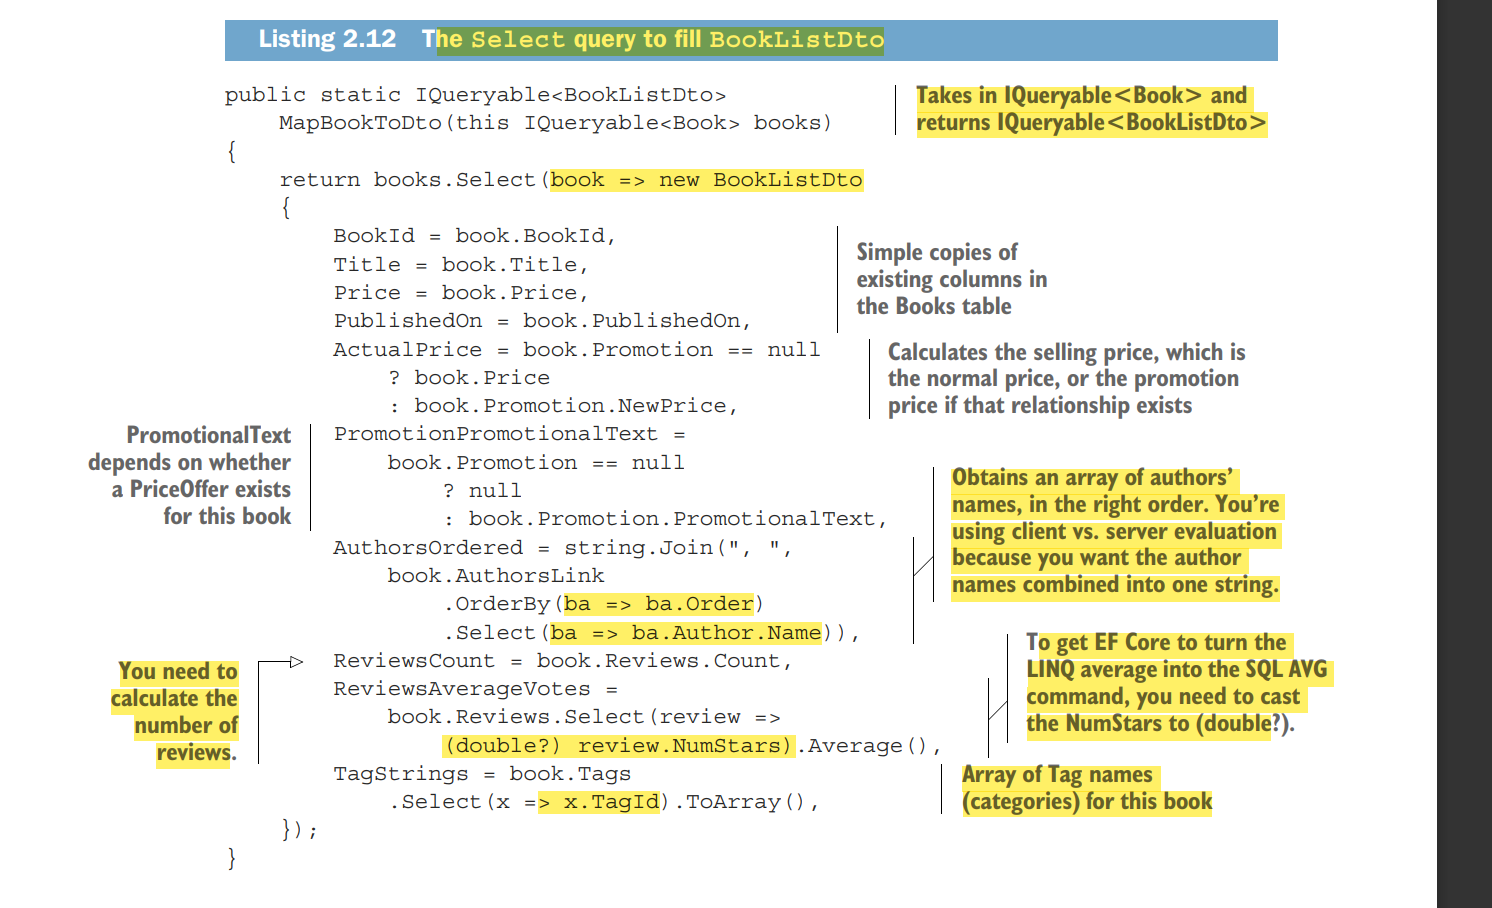 Listing 2.12 The Select query to fill BookListDto
public static IQueryable<BookListDto>
MapBookToDto(this IQueryable<Book> books)
Takes in IQueryable<Book> and
returns IQueryable<BookListDto>
{
return books.Select(book => new BookListDto
{
BookId = book.BookId,
Title = book.Title,
Price = book.Price,
PublishedOn = book.PublishedOn,
Simple copies of
existing columns in
the Books table
ActualPrice = book.Promotion == null
? book.Price
: book.Promotion.NewPrice,
Calculates the selling price, which is
the normal price, or the promotion
price if that relationship exists
PromotionalText
depends on whether
a PriceOffer exists
for this book
PromotionPromotionalText =
book.Promotion == null
? null
: book.Promotion.PromotionalText,
AuthorsOrdered = string.Join(", ",
book.AuthorsLink
.OrderBy(ba => ba.Order)
.Select(ba => ba.Author.Name)),
Obtains an array of authors’
names, in the right order. You’re
using client vs. server evaluation
because you want the author
names combined into one string.
You need to
calculate the
number of
reviews.
ReviewsCount = book.Reviews.Count,
ReviewsAverageVotes =
book.Reviews.Select(review =>
(double?) review.NumStars).Average(),
To get EF Core to turn the
LINQ average into the SQL AVG
command, you need to cast
the NumStars to (double?).
TagStrings = book.Tags
.Select(x => x.TagId).ToArray(),
Array of Tag names
(categories) for this book
});
}